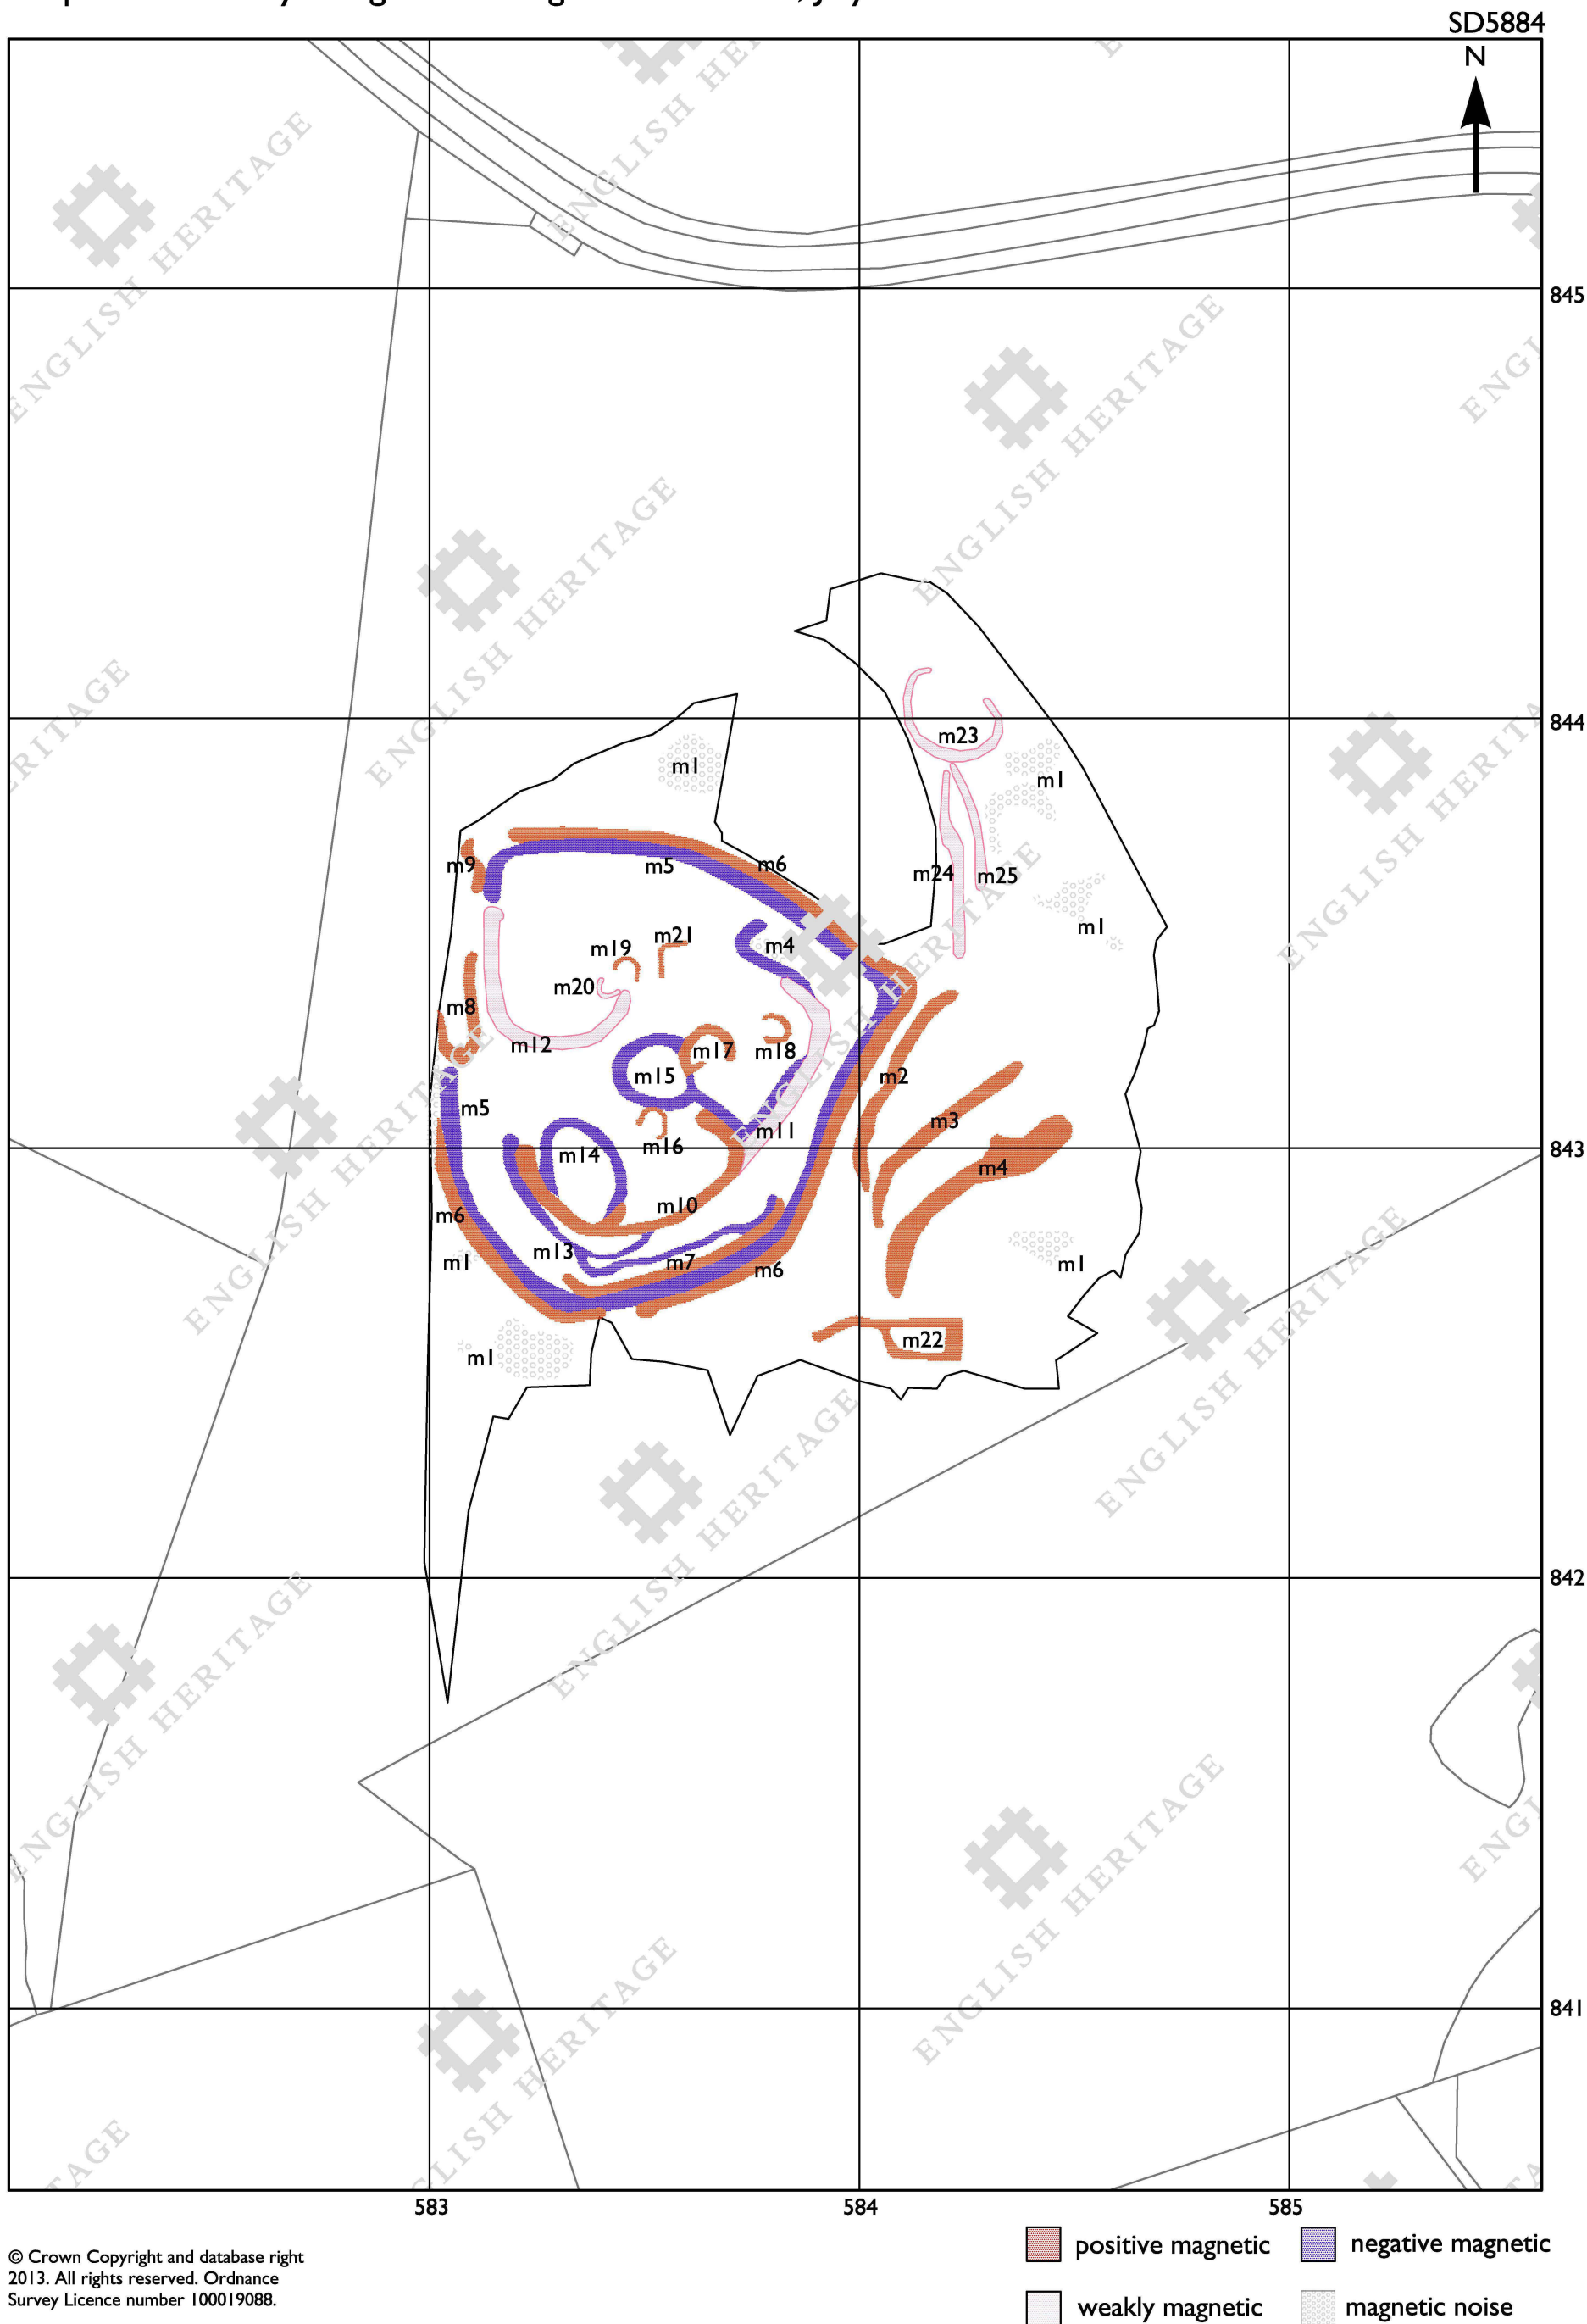 SD5884
N
845
844
843
842
841
583
584
585
m1
m23
m1
m24
m25
m1
m9
m5
m6
m19
m21
m4
m20
m8
m12
m17
m18
m15
m2
m5
m3
m11
m16
m14
m4
m10
m6
m13
m7
m6
m1
m1
m22
m1
ENGLISH HERITAGE
© Crown Copyright and database right
2013. All rights reserved. Ordnance
Survey Licence number 100019088.
positive magnetic
negative magnetic
weakly magnetic
magnetic noise